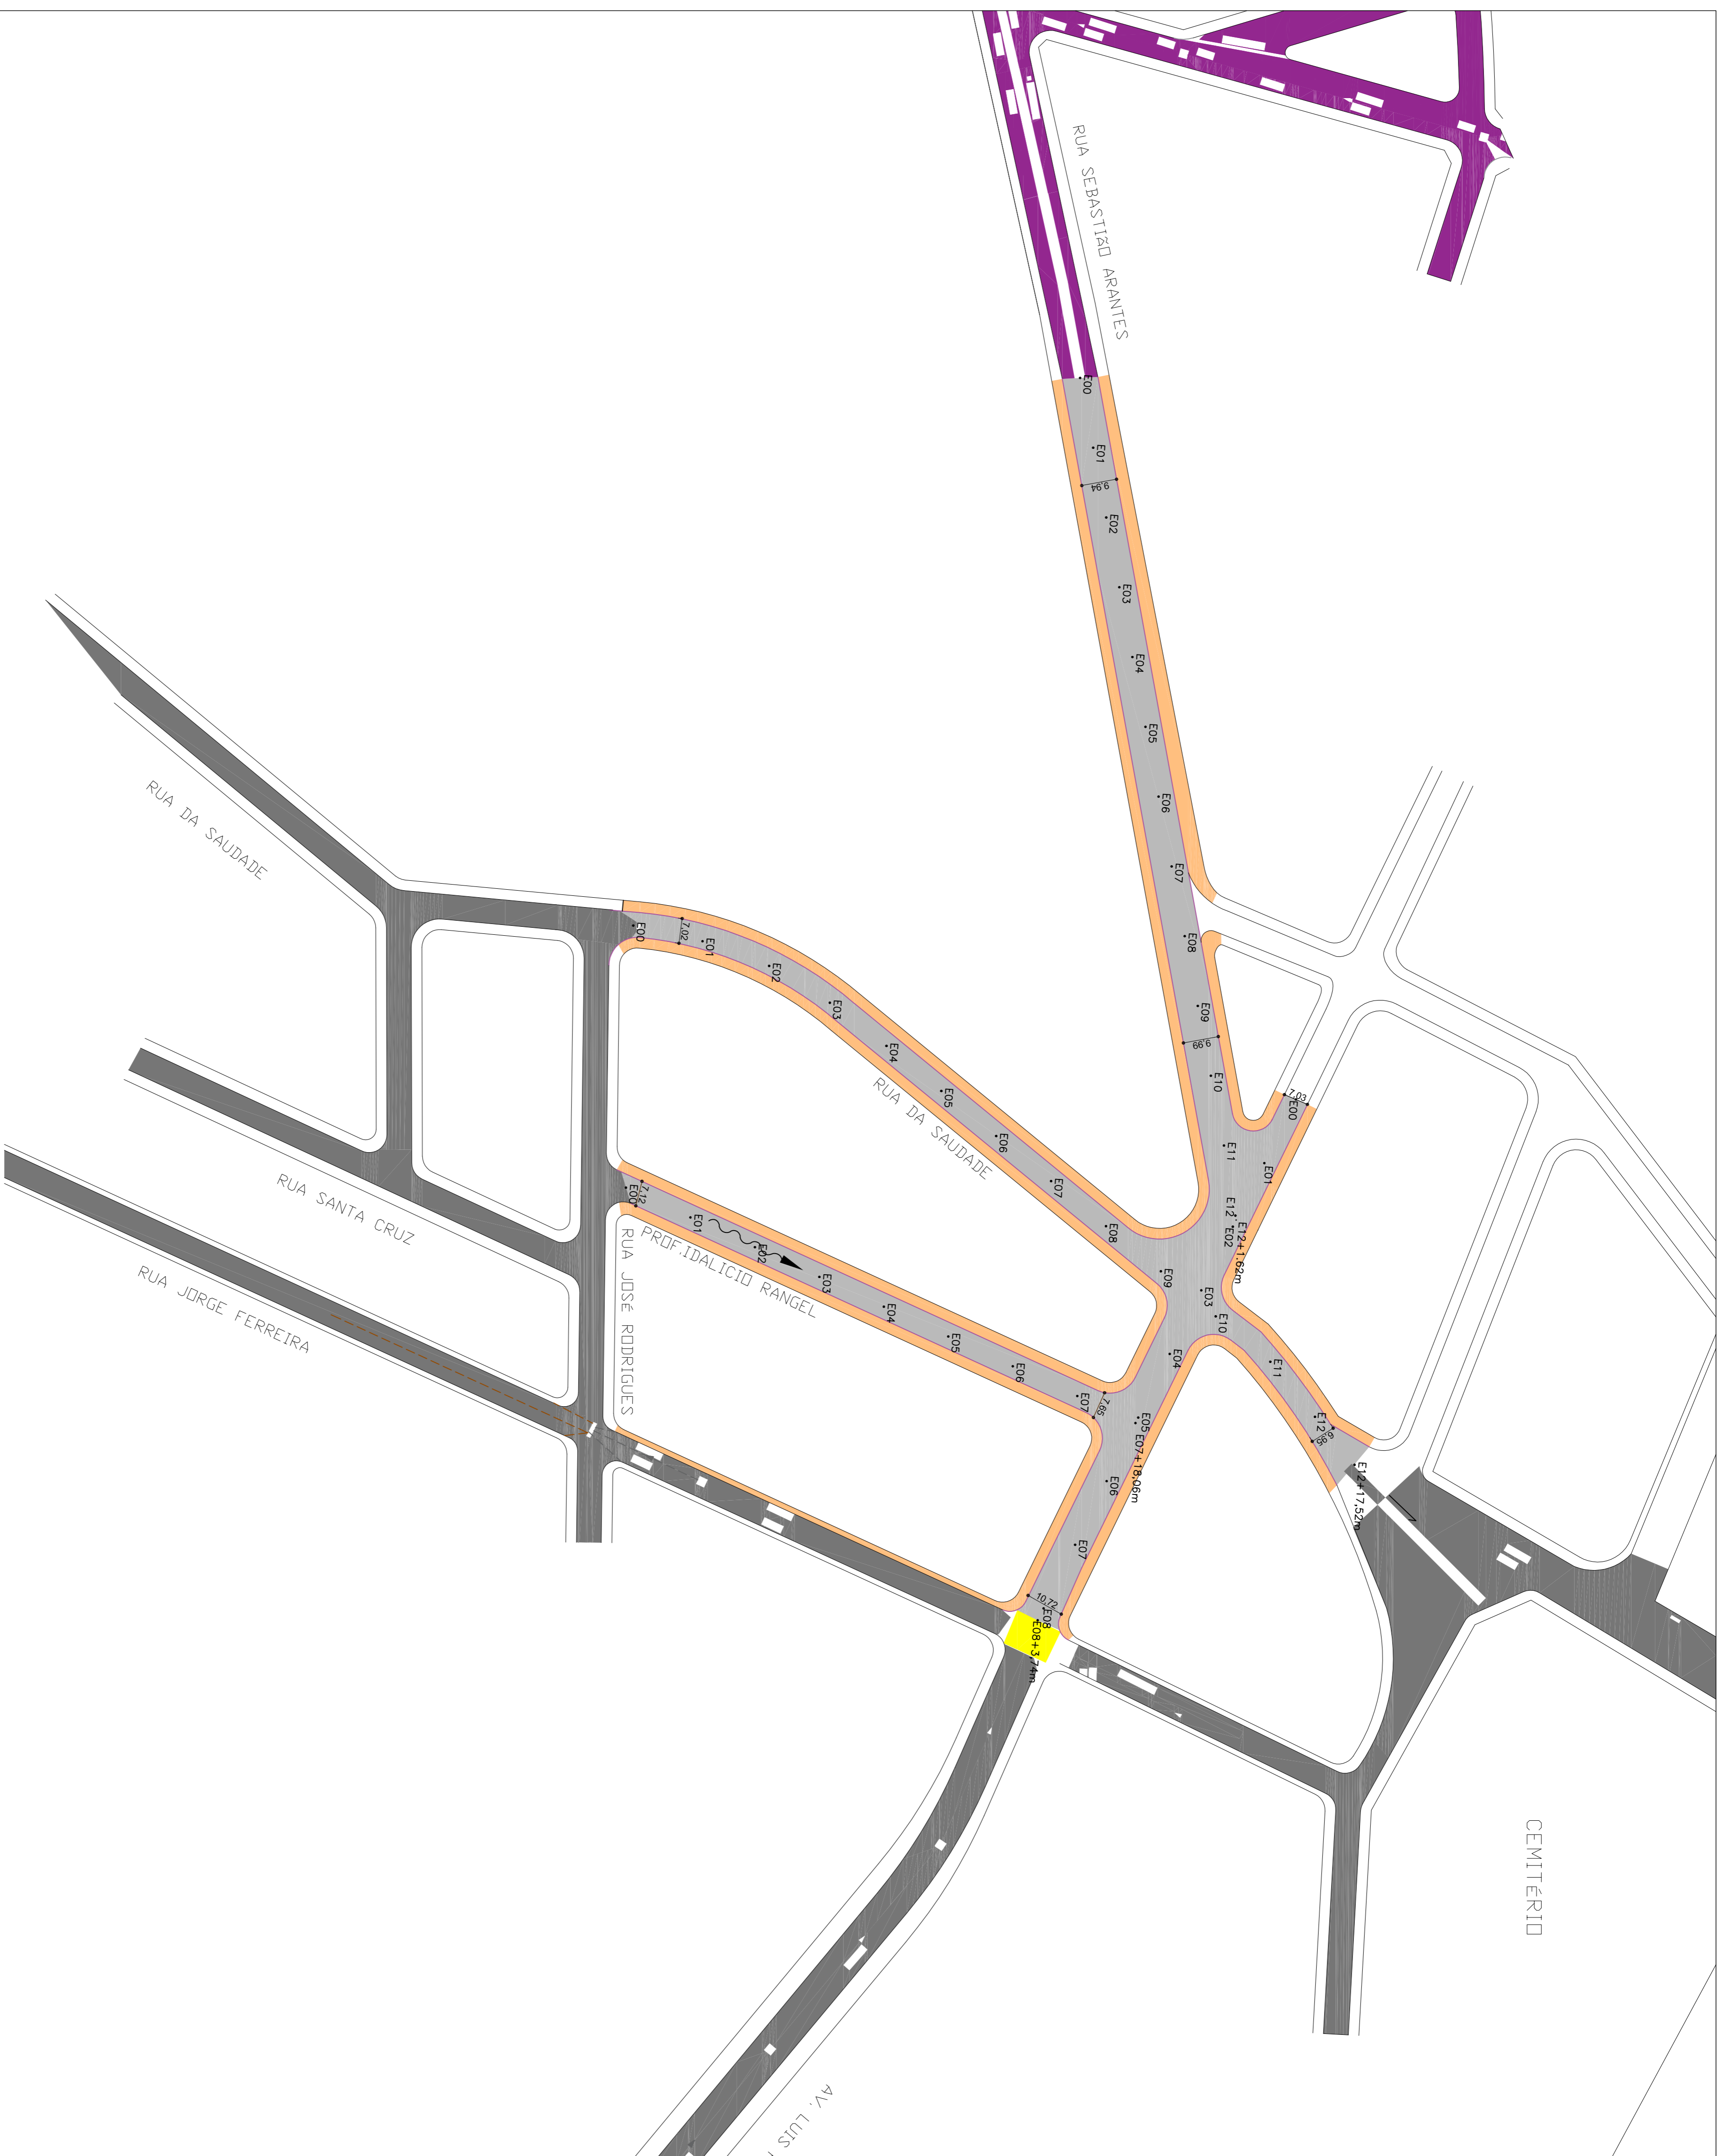 RUA SEBASTIÃO ARANTES
E00
E01
9,94
E02
E03
E04
E05
E06
E07
E08
E09
9,99
E10
E11
E12
E12+1.62m
7,03
E00
E01
E02
E03
E04
E05
E06
E07
10,72
E08
E08+3,74m
RUA DA SAUDADE
E00
7,02
E01
E02
E03
E04
E05
E06
E07
E08
E09
E10
E11
E12
6,95
E12+17,52m
RUA DA SAUDADE
7,12
E00
E01
E02
E03
E04
E05
E06
E07
7,65
E07+18,06m
PROF.IDALICIO RANGEL
RUA JOSÉ RODRIGUES
RUA SANTA CRUZ
RUA JORGE FERREIRA
CEMITÉRIO
AV. LUIS